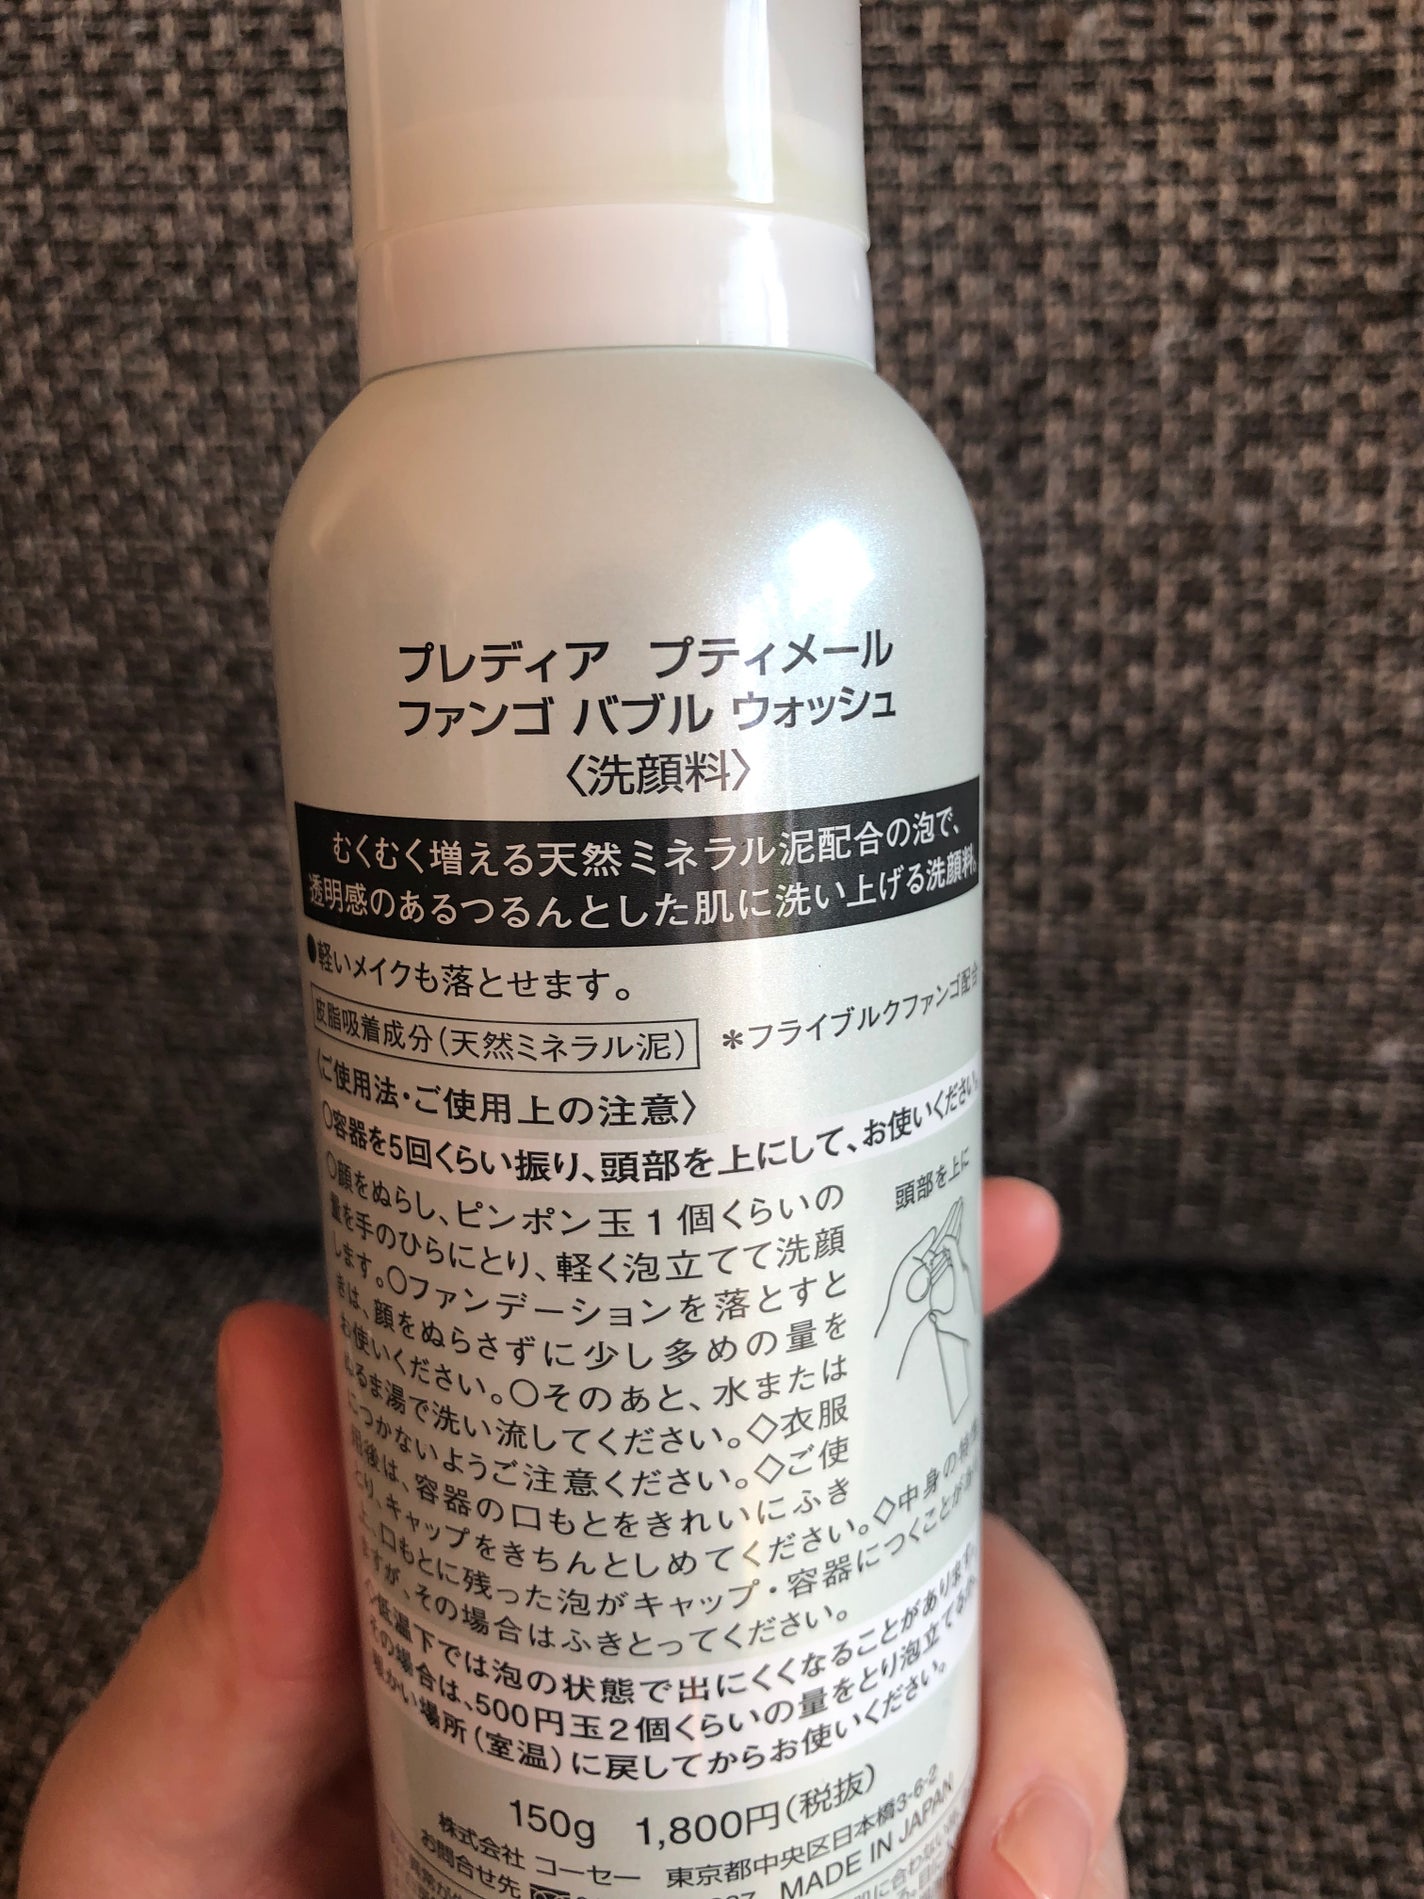 プレディア プティメール
ファンゴ バブル ウォッシュ
〈洗顔料〉
むくむく増える天然ミネラル泥配合の泡で、
透明感のあるつるんとした肌に洗い上げる洗顔料。
●軽いメイクも落とせます。
皮脂吸着成分(天然ミネラル泥) *フライブルクファンゴ配合
〈ご使用法・ご使用上の注意〉
○容器を5回くらい振り、頭部を上にして、お使いください。
頭部を上に
○顔をぬらし、ピンポン玉1個くらいの
量を手のひらにとり、軽く泡立てて洗顔
します。○ファンデーションを落とすと
きは、顔をぬらさずに少し多めの量を
お使いください。○そのあと、水または
ぬるま湯で洗い流してください。◇衣服
につかないようご注意ください。◇ご使
用後は、容器の口もとをきれいにふき
とり、キャップをきちんとしめてください。◇中身の特性
上、口もとに残った泡がキャップ・容器につくことがあり
ますが、その場合はふきとってください。
低温下では泡の状態で出にくくなることがあります。
その場合は、500円玉2個くらいの量をとり泡立てるか、
暖かい場所(室温)に戻してからお使いください。
150g 1,800円(税抜)
株式会社 コーセー 東京都中央区日本橋3-6-2
お問合せ先 MADE IN JAPAN